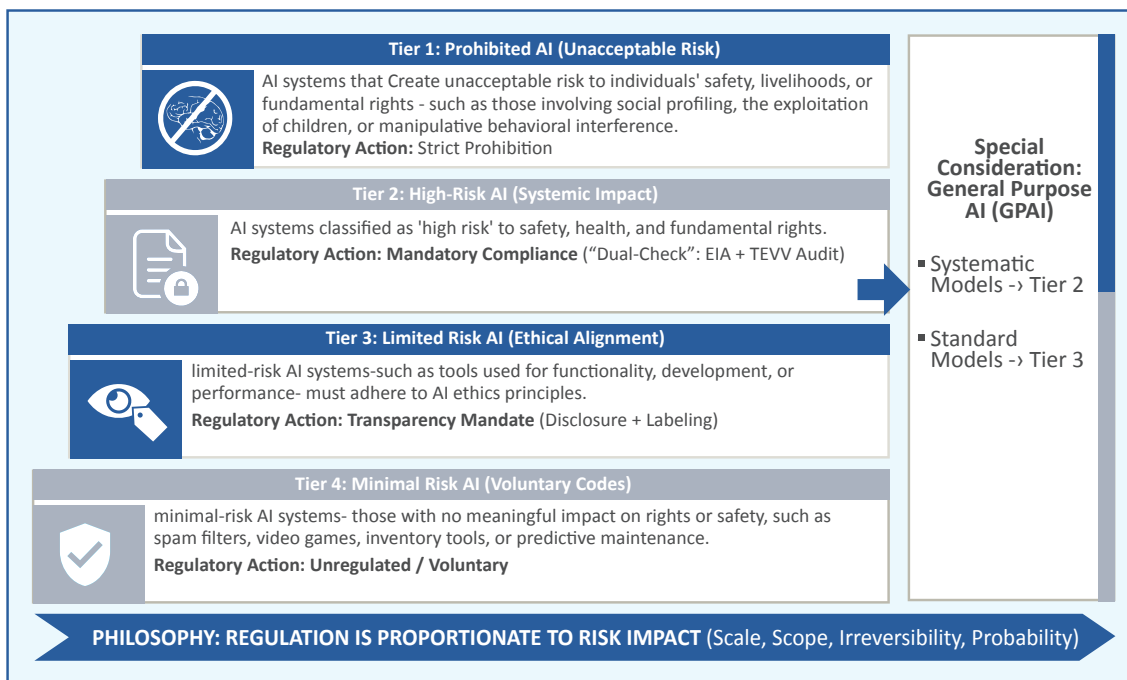 Tier 1: Prohibited AI (Unacceptable Risk)
AI systems that Create unacceptable risk to individuals' safety, livelihoods, or
fundamental rights - such as those involving social profiling, the exploitation
of children, or manipulative behavioral interference.
Regulatory Action: Strict Prohibition
Tier 2: High-Risk AI (Systemic Impact)
AI systems classified as 'high risk' to safety, health, and fundamental rights.
Regulatory Action: Mandatory Compliance (“Dual-Check”: EIA + TEVV Audit)
Tier 3: Limited Risk AI (Ethical Alignment)
limited-risk AI systems-such as tools used for functionality, development, or
performance- must adhere to AI ethics principles.
Regulatory Action: Transparency Mandate (Disclosure + Labeling)
Tier 4: Minimal Risk AI (Voluntary Codes)
minimal-risk AI systems- those with no meaningful impact on rights or safety, such as
spam filters, video games, inventory tools, or predictive maintenance.
Regulatory Action: Unregulated / Voluntary
Special
Consideration:
General Purpose
AI (GPAI)
▪ Systematic
Models -› Tier 2
▪ Standard
Models -› Tier 3
PHILOSOPHY: REGULATION IS PROPORTIONATE TO RISK IMPACT (Scale, Scope, Irreversibility, Probability)